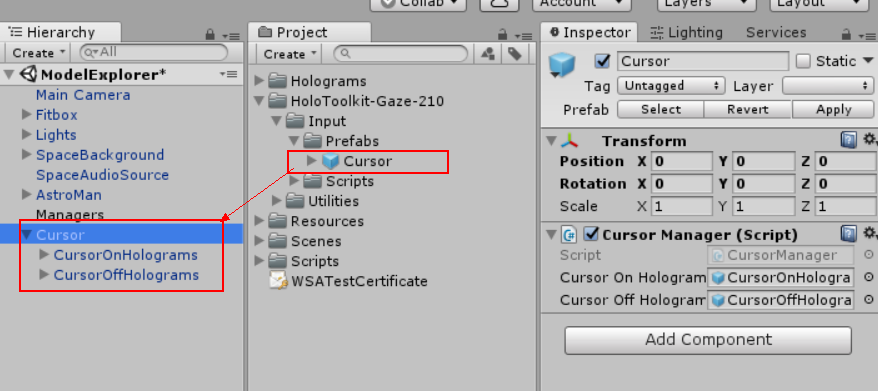 Collab
Account
Layers
Layout
Hierarchy
Create
All
ModelExplorer*
Main Camera
Fitbox
Lights
SpaceBackground
SpaceAudioSource
AstroMan
Managers
Cursor
CursorOnHolograms
CursorOffHolograms
Project
Create
Holograms
HoloToolkit-Gaze-210
Input
Prefabs
Cursor
Scripts
Utilities
Resources
Scenes
Scripts
WSATestCertificate
Inspector Lighting Services
Cursor Static
Tag Untagged Layer
Prefab Select Revert Apply
Transform
Position X 0 Y 0 Z 0
Rotation X 0 Y 0 Z 0
Scale X 1 Y 1 Z 1
C# Cursor Manager (Script)
Script CursorManager
Cursor On Hologram CursorOnHologra
Cursor Off Hologram CursorOffHologra
Add Component